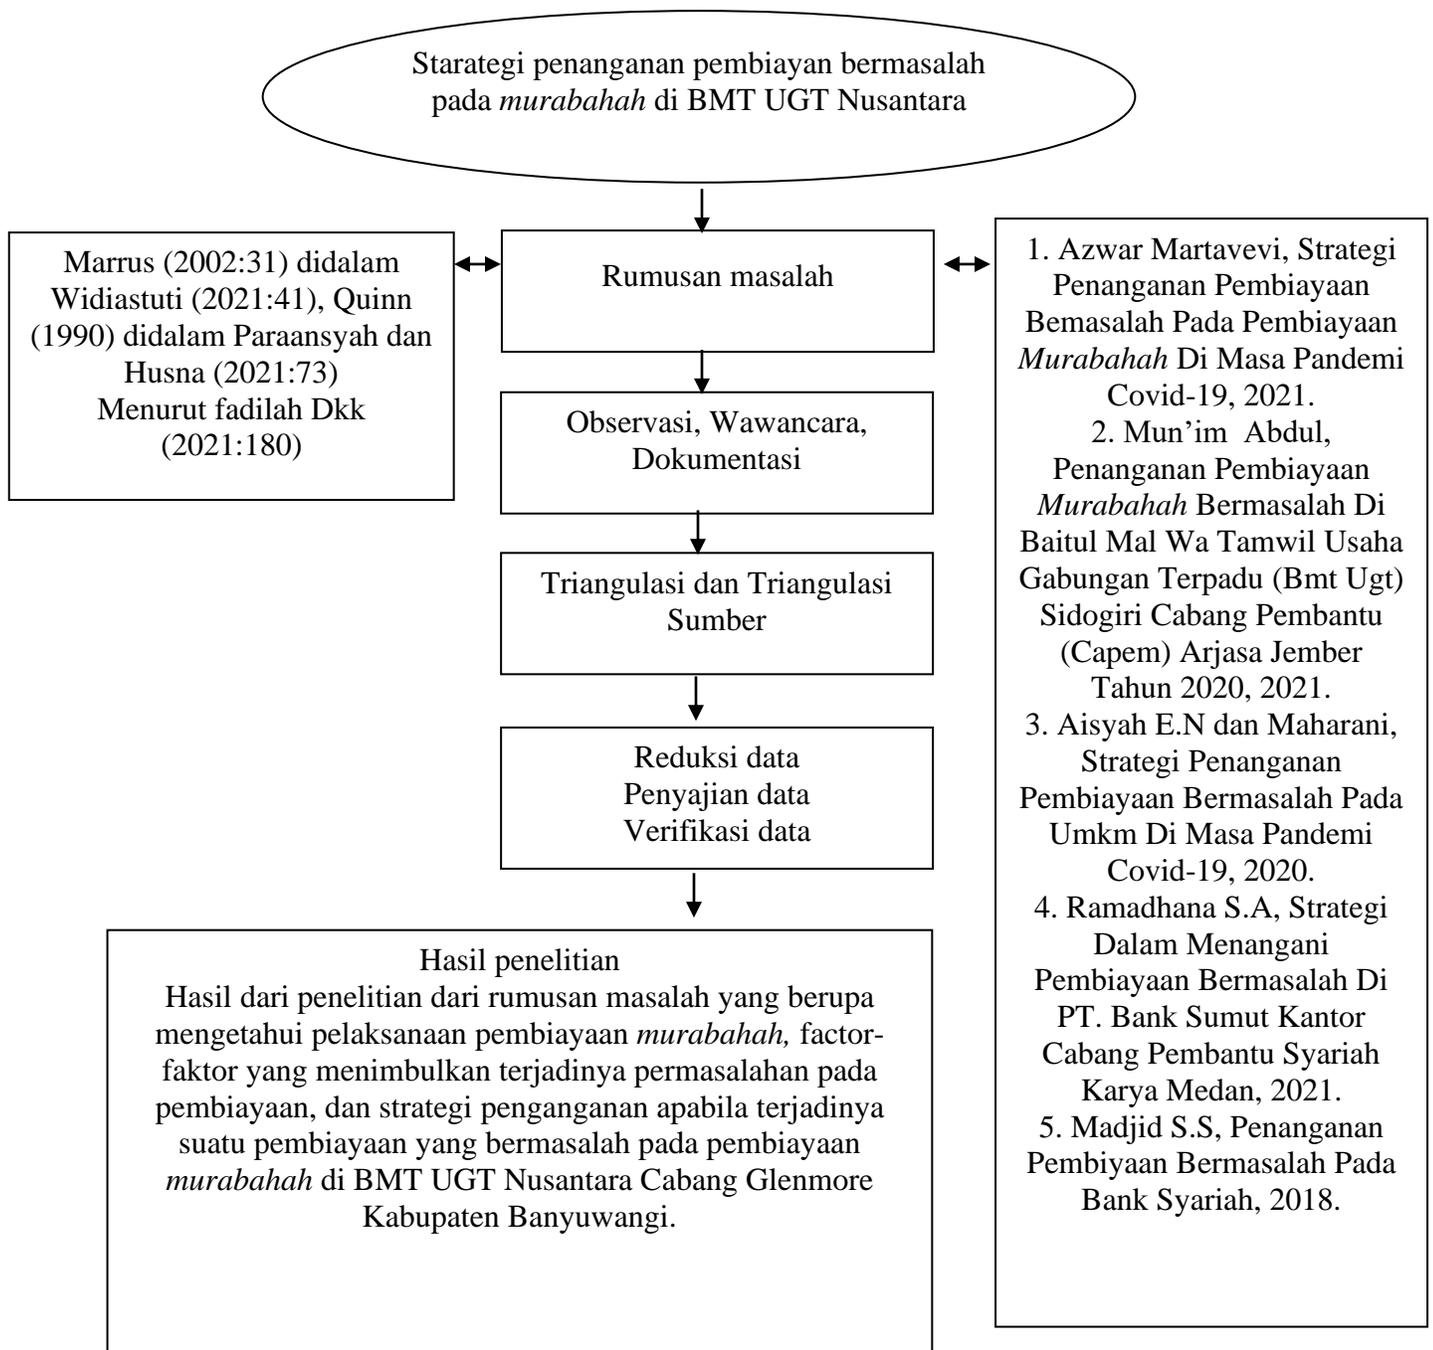 Starategi penanganan pembiayan bermasalah
pada murabahah di BMT UGT Nusantara
Marrus (2002:31) didalam
Widiastuti (2021:41), Quinn
(1990) didalam Paraansyah dan
Husna (2021:73)
Menurut fadilah Dkk
(2021:180)
Rumusan masalah
Observasi, Wawancara,
Dokumentasi
Triangulasi dan Triangulasi
Sumber
Reduksi data
Penyajian data
Verifikasi data
Hasil penelitian
Hasil dari penelitian dari rumusan masalah yang berupa
mengetahui pelaksanaan pembiayaan murabahah, factor-
faktor yang menimbulkan terjadinya permasalahan pada
pembiayaan, dan strategi penganganan apabila terjadinya
suatu pembiayaan yang bermasalah pada pembiayaan
murabahah di BMT UGT Nusantara Cabang Glenmore
Kabupaten Banyuwangi.
1. Azwar Martavevi, Strategi
Penanganan Pembiayaan
Bemasalah Pada Pembiayaan
Murabahah Di Masa Pandemi
Covid-19, 2021.
2. Mun’im  Abdul,
Penanganan Pembiayaan
Murabahah Bermasalah Di
Baitul Mal Wa Tamwil Usaha
Gabungan Terpadu (Bmt Ugt)
Sidogiri Cabang Pembantu
(Capem) Arjasa Jember
Tahun 2020, 2021.
3. Aisyah E.N dan Maharani,
Strategi Penanganan
Pembiayaan Bermasalah Pada
Umkm Di Masa Pandemi
Covid-19, 2020.
4. Ramadhana S.A, Strategi
Dalam Menangani
Pembiayaan Bermasalah Di
PT. Bank Sumut Kantor
Cabang Pembantu Syariah
Karya Medan, 2021.
5. Madjid S.S, Penanganan
Pembiyaan Bermasalah Pada
Bank Syariah, 2018.